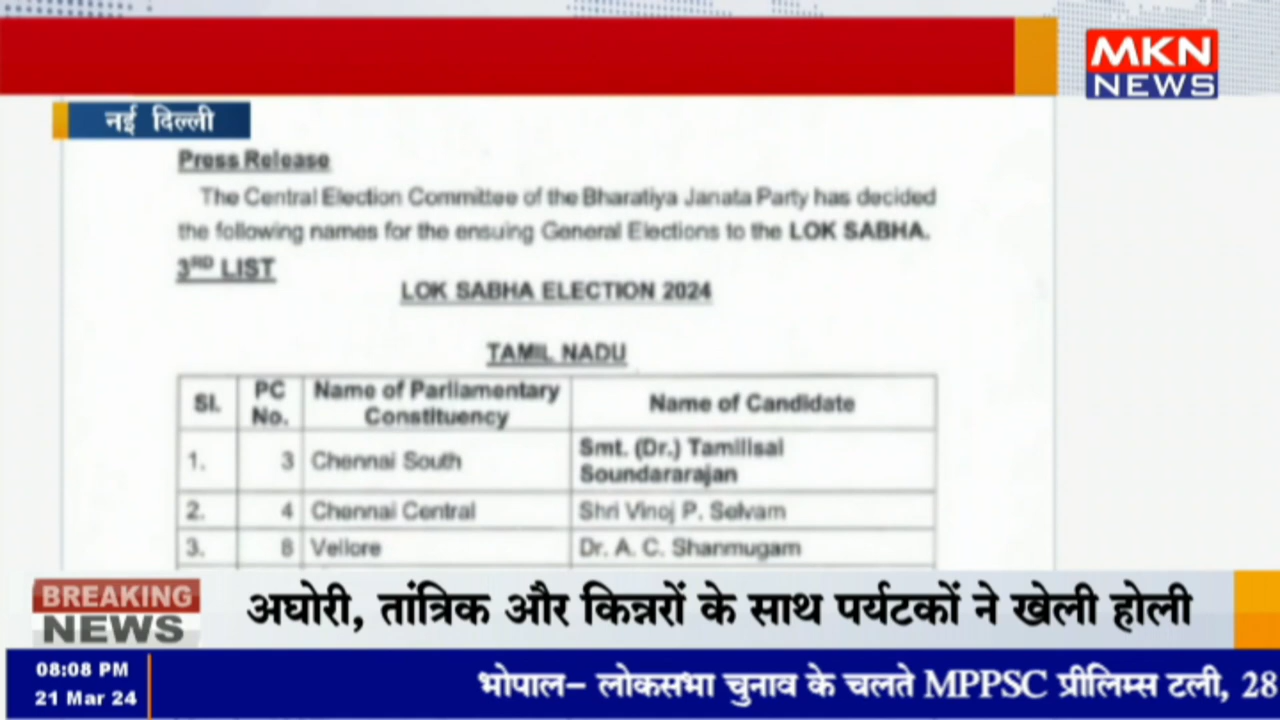 MKN
NEWS
नई दिल्ली
Press Release
The Central Election Committee of the Bharatiya Janata Party has decided
the following names for the ensuing General Elections to the LOK SABHA.
3RD LIST
LOK SABHA ELECTION 2024
TAMIL NADU
Sl. PC No. Name of Parliamentary Constituency Name of Candidate
1. 3 Chennai South Smt. (Dr.) Tamilisai Soundararajan
2. 4 Chennai Central Shri Vinoj P. Selvam
3. 8 Vellore Dr. A. C. Shanmugam
BREAKING
NEWS
अघोरी, तांत्रिक और किन्नरों के साथ पर्यटकों ने खेली होली
08:08 PM
21 Mar 24
भोपाल– लोकसभा चुनाव के चलते MPPSC प्रीलिम्स टली, 28